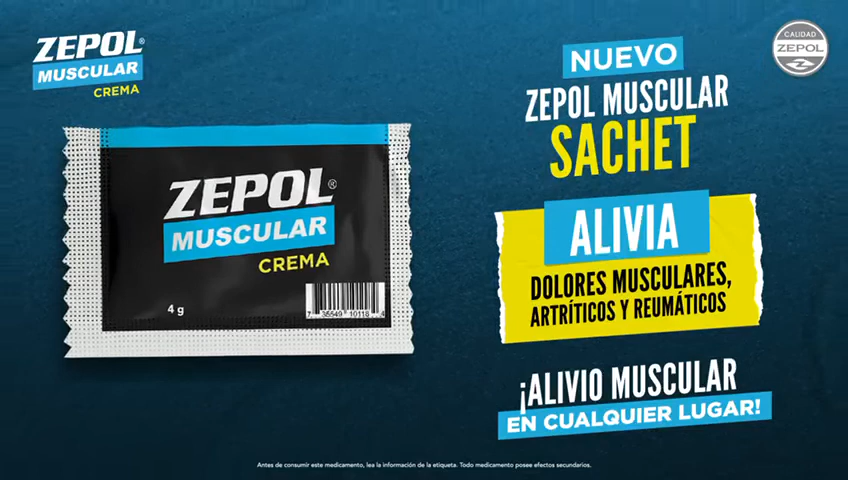 ZEPOL®
MUSCULAR
CREMA
CALIDAD
ZEPOL
NUEVO
ZEPOL MUSCULAR
SACHET
ZEPOL®
MUSCULAR
CREMA
4 g
ALIVIA
DOLORES MUSCULARES,
ARTRÍTICOS Y REUMÁTICOS
¡ALIVIO MUSCULAR
EN CUALQUIER LUGAR!
Antes de consumir este medicamento, lea la información de la etiqueta. Todo medicamento posee efectos secundarios.